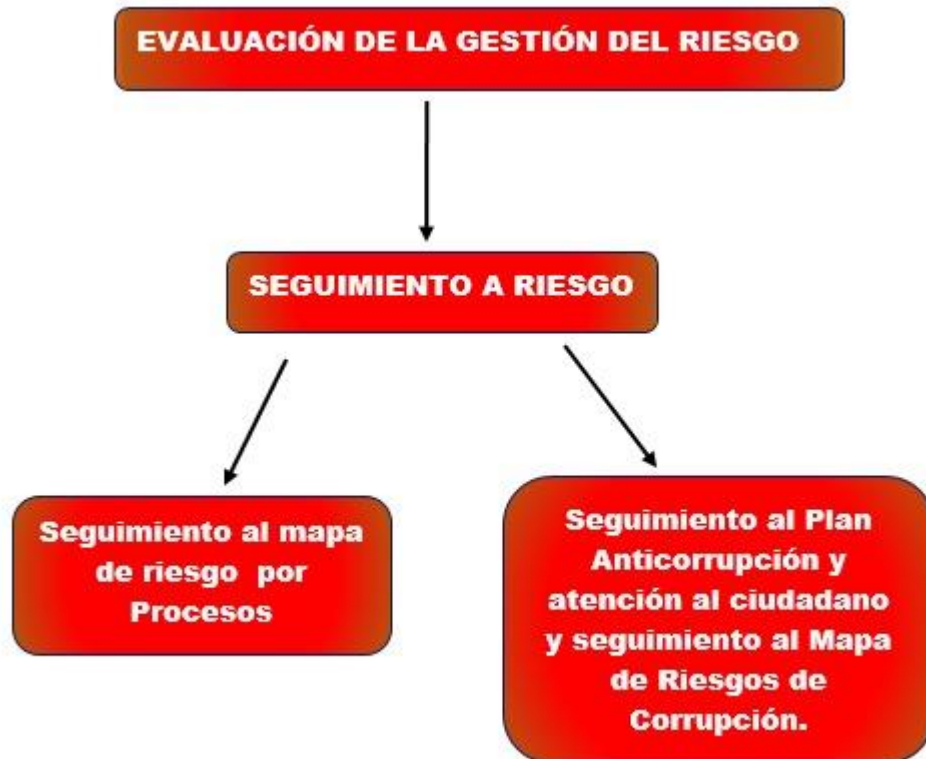 EVALUACIÓN DE LA GESTIÓN DEL RIESGO
SEGUIMIENTO A RIESGO
Seguimiento al mapa
de riesgo por
Procesos
Seguimiento al Plan
Anticorrupción y
atención al ciudadano
y seguimiento al Mapa
de Riesgos de
Corrupción.